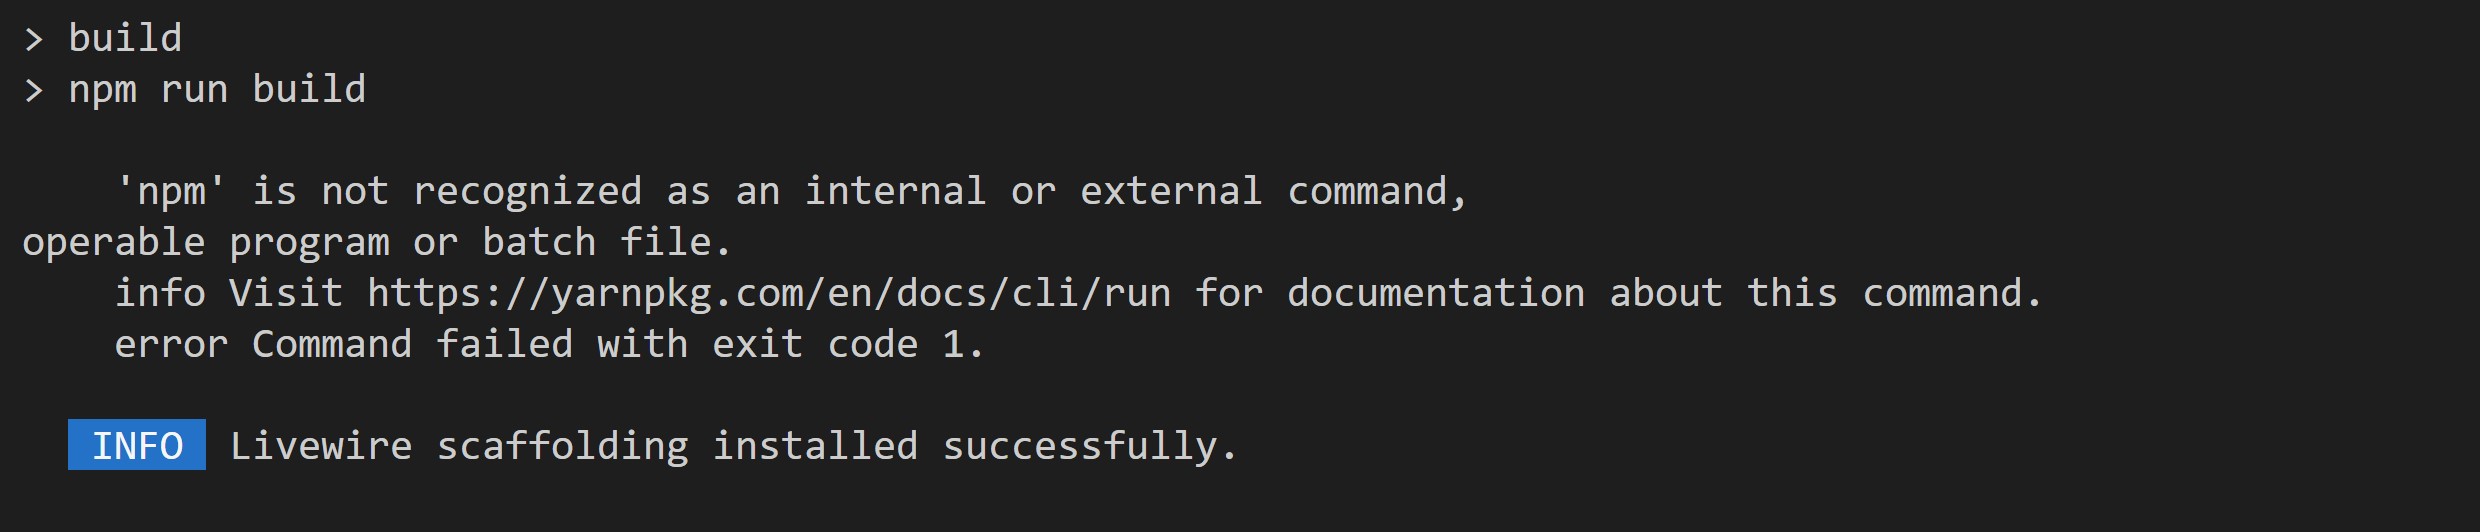 > build
> npm run build
'npm' is not recognized as an internal or external command,
operable program or batch file.
info Visit https://yarnpkg.com/en/docs/cli/run for documentation about this command.
error Command failed with exit code 1.
INFO Livewire scaffolding installed successfully.